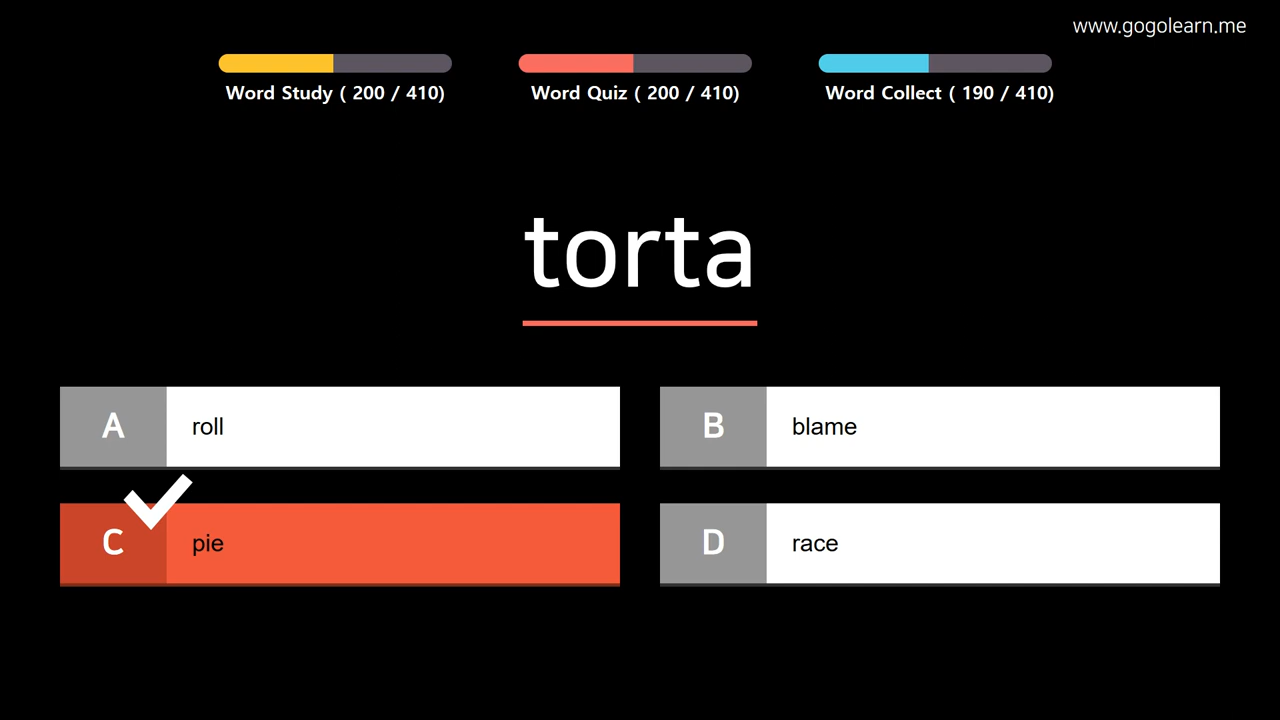 www.gogolearn.me
Word Study ( 200 / 410)
Word Quiz ( 200 / 410)
Word Collect ( 190 / 410)
torta
A roll
B blame
C pie
D race